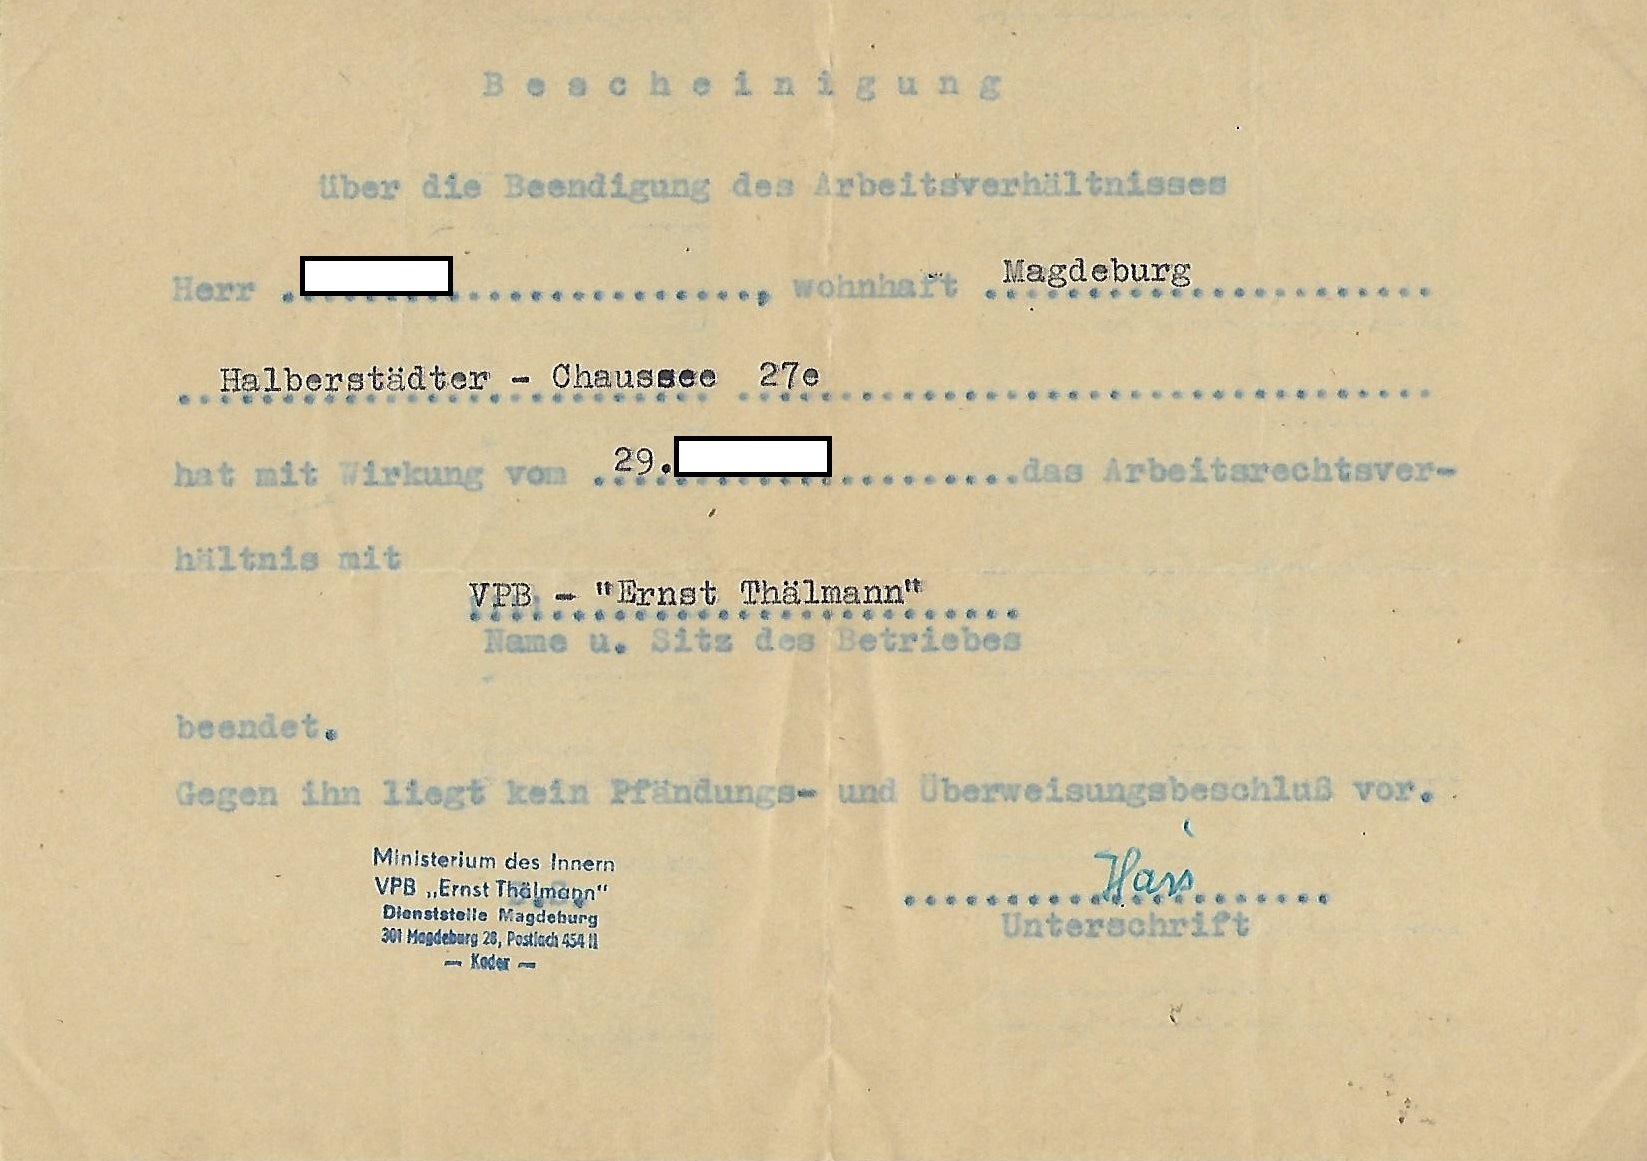 Bescheinigung
über die Beendigung des Arbeitsverhältnisses
Herr ...................., wohnhaft Magdeburg
Halberstädter - Chaussee 27e
hat mit Wirkung vom 29. das Arbeitsrechtsver-
hältnis mit
VPB - "Ernst Thälmann"
Name u. Sitz des Betriebes
beendet.
Gegen ihn liegt kein Pfändungs- und Überweisungsbeschluß vor.
Ministerium des Innern
VPB „Ernst Thälmann“
Dienststelle Magdeburg
301 Magdeburg 28, Postfach 454 II
— Kader —
Unterschrift